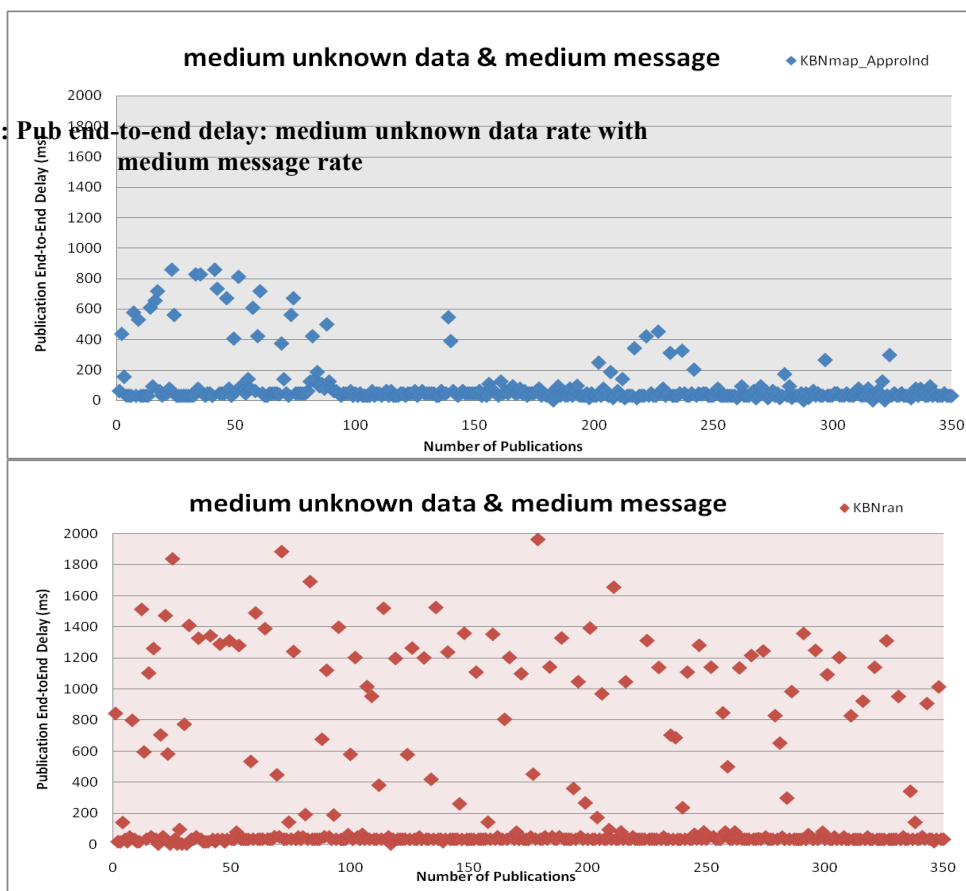 medium unknown data & medium message
KBNmap_ApproInd
2000
1800
: Pub end-to-end delay: medium unknown data rate with
medium message rate
1600
1400
1200
1000
800
600
400
200
0
Publication End-to-End Delay (ms)
0 50 100 150 200 250 300 350
Number of Publications
medium unknown data & medium message
KBNran
2000
1800
1600
1400
1200
1000
800
600
400
200
0
Publication End-toEnd Delay (ms)
0 50 100 150 200 250 300 350
Number of Publications